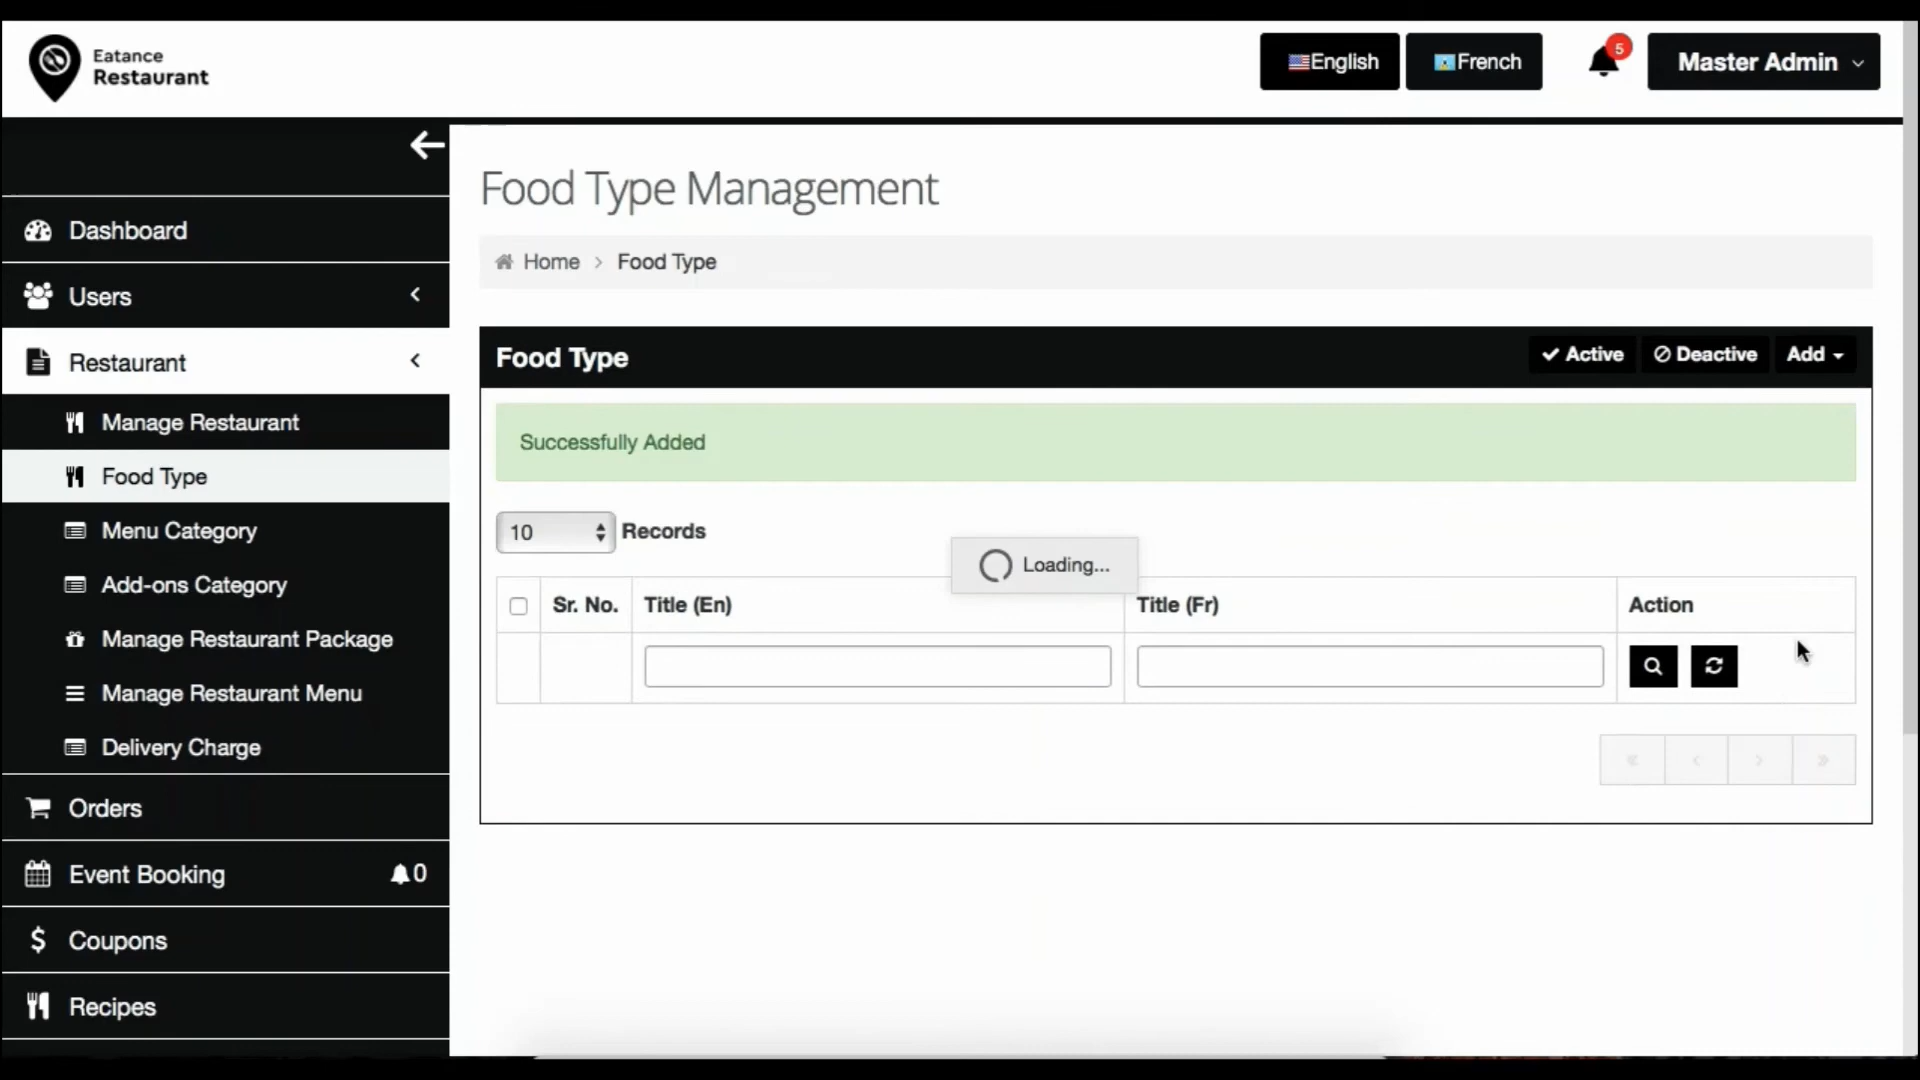 Eatance
Restaurant
English
French
5
Master Admin
Dashboard
Users
Restaurant
Manage Restaurant
Food Type
Menu Category
Add-ons Category
Manage Restaurant Package
Manage Restaurant Menu
Delivery Charge
Orders
Event Booking
0
Coupons
Recipes
Food Type Management
Home > Food Type
Food Type
Active
Deactive
Add
Successfully Added
10 Records
Loading...
Sr. No. Title (En) Title (Fr) Action
« ‹ › »